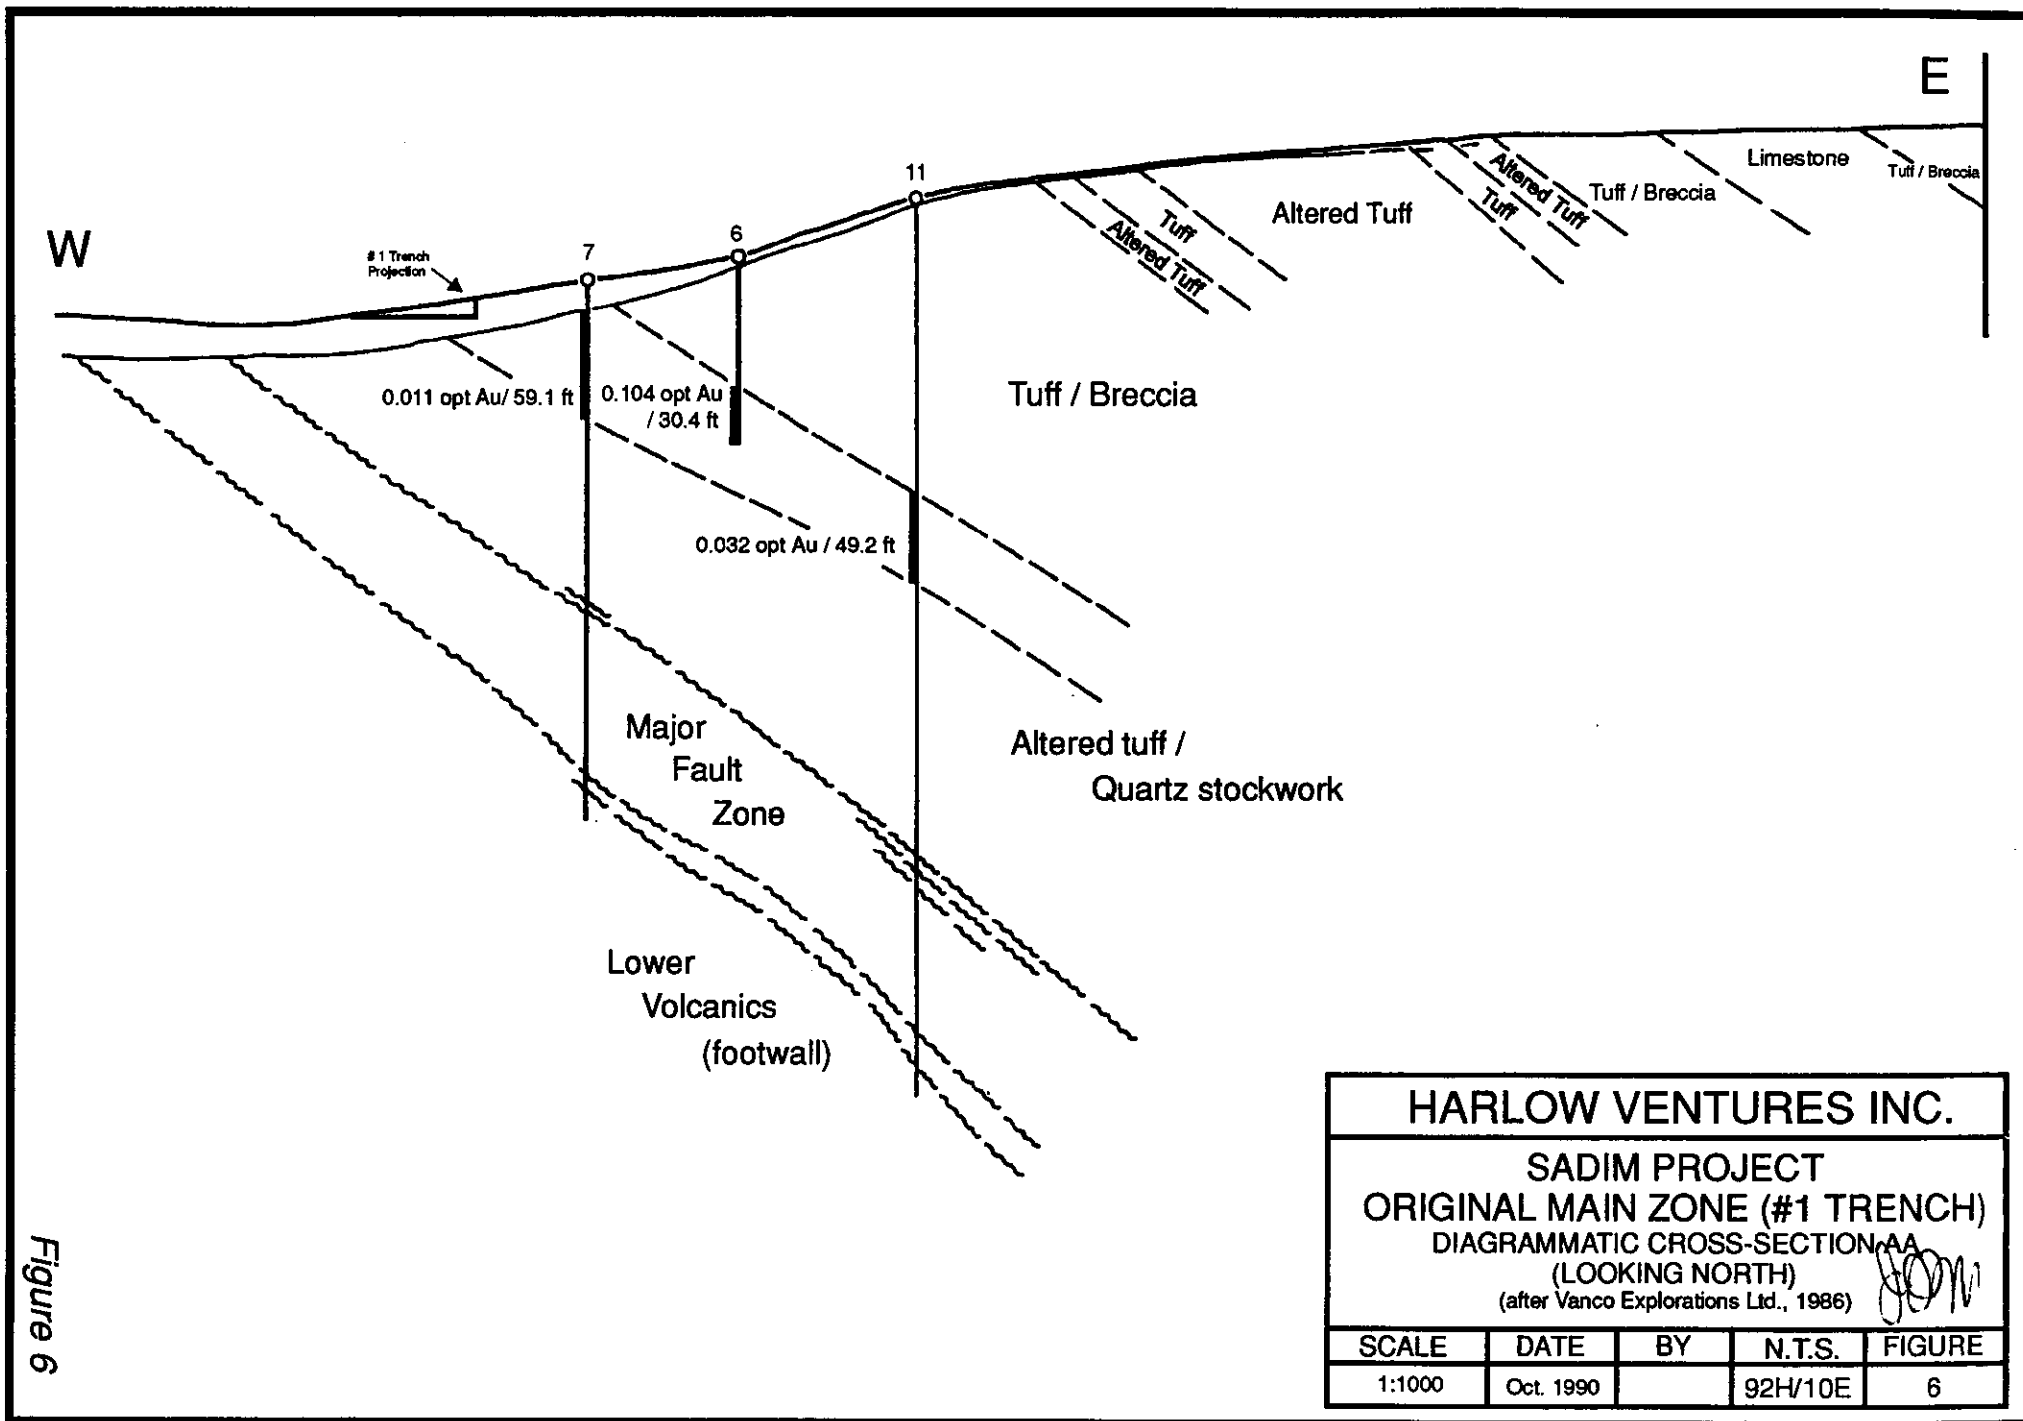 E
W
# 1 Trench
Projection
7
6
11
Tuff
Altered Tuff
Altered Tuff
Altered Tuff
Tuff
Tuff / Breccia
Limestone
Tuff / Breccia
0.011 opt Au/ 59.1 ft
0.104 opt Au
/ 30.4 ft
Tuff / Breccia
0.032 opt Au / 49.2 ft
Major
Fault
Zone
Altered tuff /
Quartz stockwork
Lower
Volcanics
(footwall)
HARLOW VENTURES INC.
SADIM PROJECT
ORIGINAL MAIN ZONE (#1 TRENCH)
DIAGRAMMATIC CROSS-SECTION AA
(LOOKING NORTH)
(after Vanco Explorations Ltd., 1986)
SCALE DATE BY N.T.S. FIGURE
1:1000 Oct. 1990 92H/10E 6
Figure 6